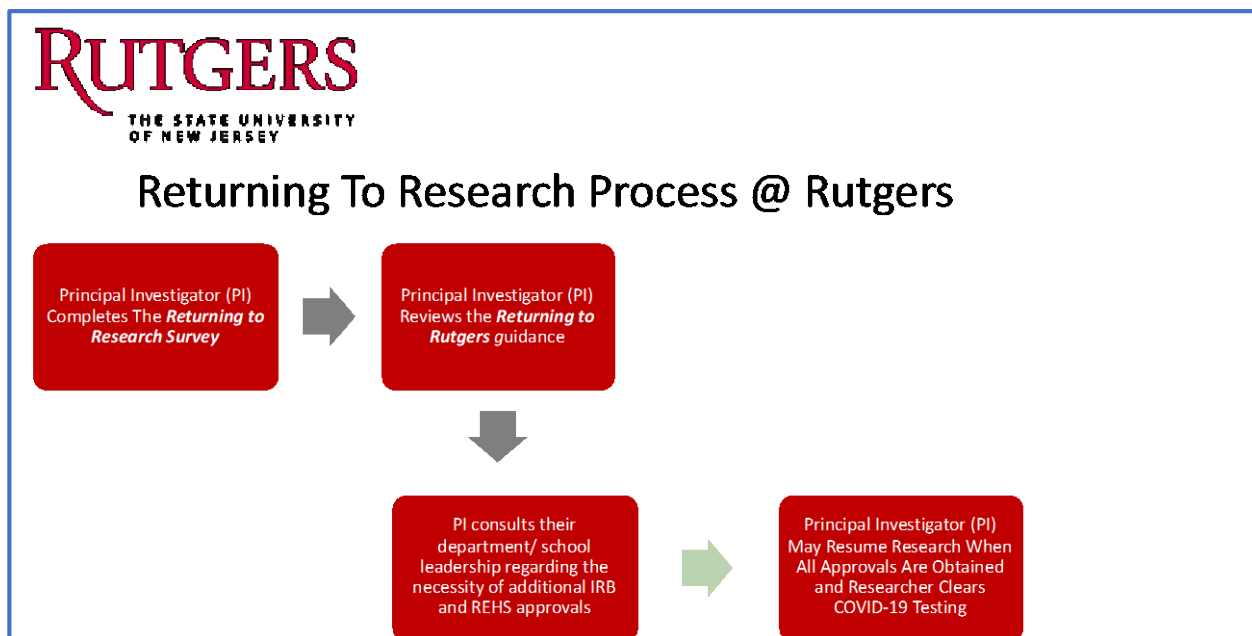 RUTGERS
THE STATE UNIVERSITY
OF NEW JERSEY
Returning To Research Process @ Rutgers
Principal Investigator (PI)
Completes The Returning to
Research Survey
Principal Investigator (PI)
Reviews the Returning to
Rutgers guidance
PI consults their
department/ school
leadership regarding the
necessity of additional IRB
and REHS approvals
Principal Investigator (PI)
May Resume Research When
All Approvals Are Obtained
and Researcher Clears
COVID-19 Testing